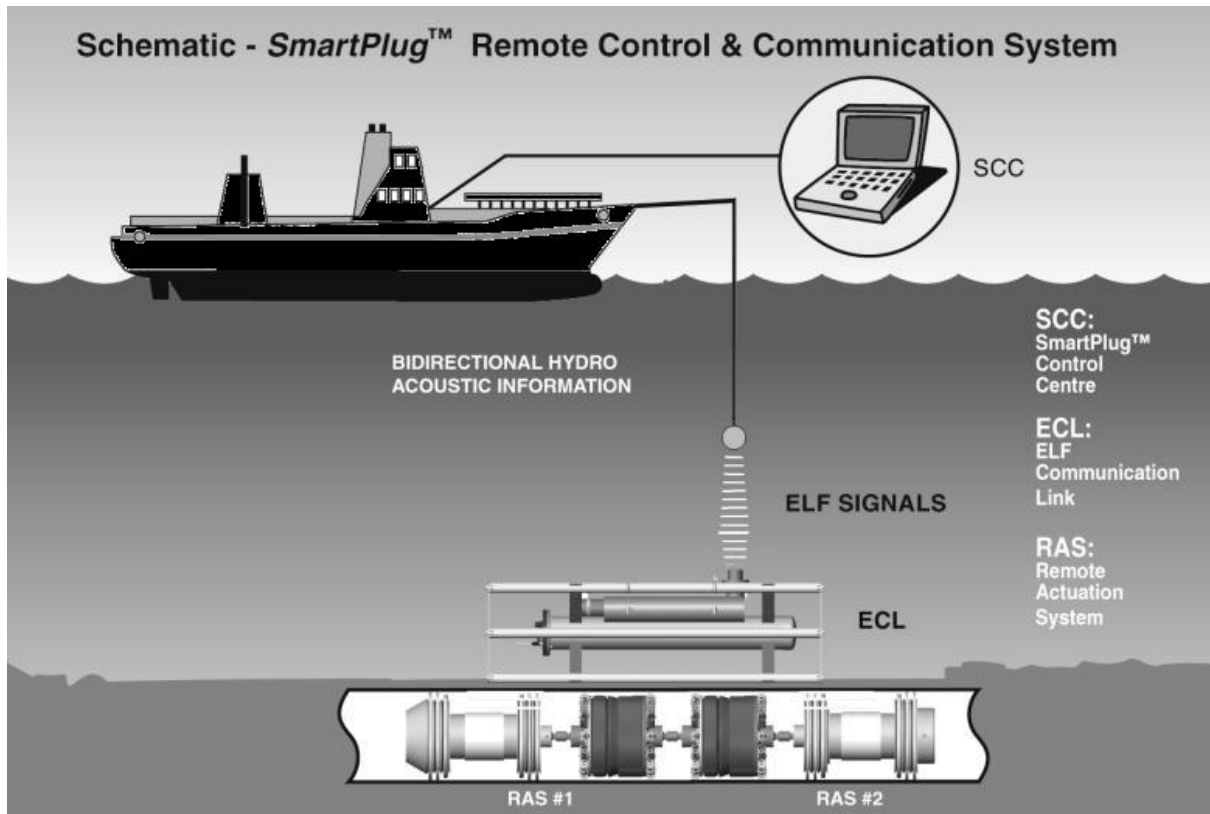 Schematic - SmartPlug™ Remote Control & Communication System
SCC
BIDIRECTIONAL HYDRO
ACOUSTIC INFORMATION
ELF SIGNALS
ECL
SCC:
SmartPlug™
Control
Centre
ECL:
ELF
Communication
Link
RAS:
Remote
Actuation
System
RAS #1
RAS #2